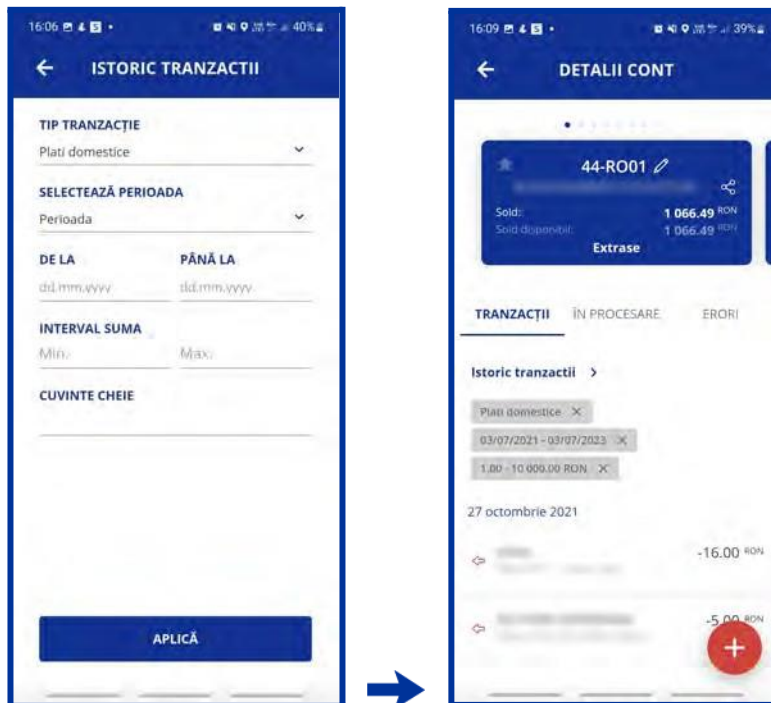 16:06
40%
ISTORIC TRANZACTII
TIP TRANZACȚIE
Plati domestice
SELECTEAZĂ PERIOADA
Perioada
DE LA
PÂNĂ LA
dd.mm.yyyy
dd.mm.yyyy
INTERVAL SUMA
Min.
Max.
CUVINTE CHEIE
APLICĂ
16:09
39%
DETALII CONT
44-RO01
Sold:
1 066.49 RON
Sold disponibil:
1 066.49 RON
Extrase
TRANZACȚII
ÎN PROCESARE
ERORI
Istoric tranzactii >
Plati domestice X
03/07/2021 - 03/07/2023 X
1.00 - 10 000.00 RON X
27 octombrie 2021
-16.00 RON
-5.00 RON